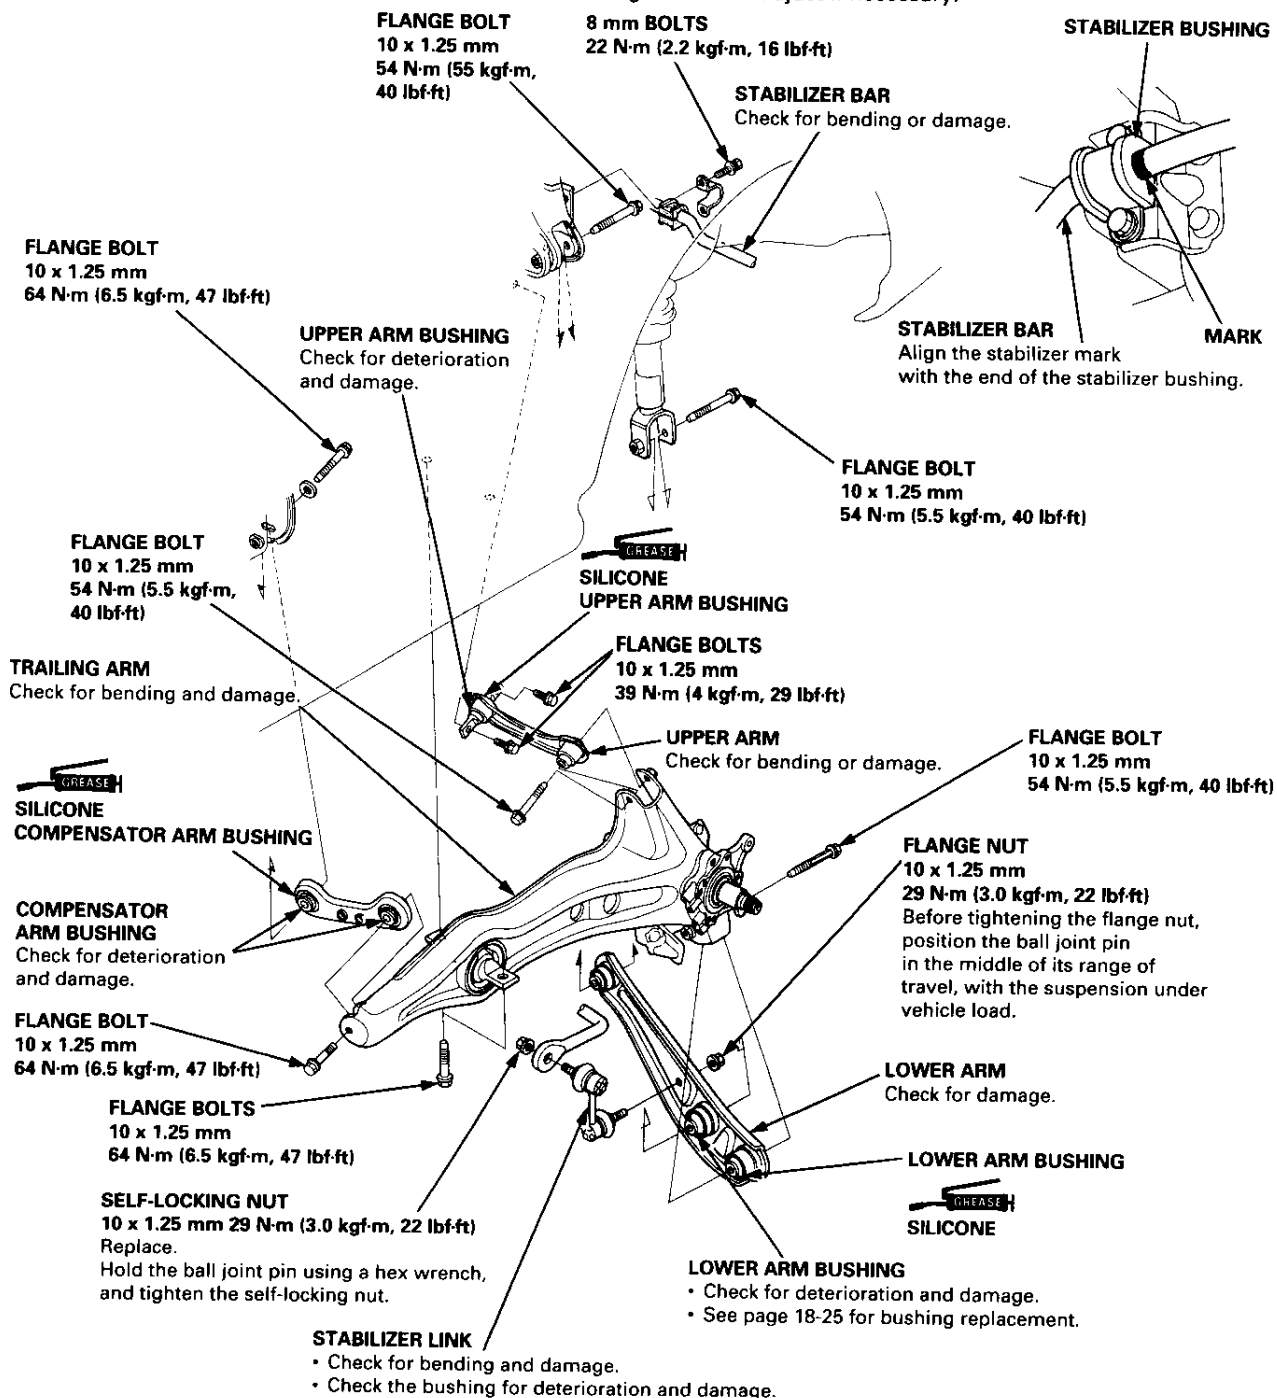 FLANGE BOLT
10 x 1.25 mm
54 N·m (55 kgf·m,
40 lbf·ft)
8 mm BOLTS
22 N·m (2.2 kgf·m, 16 lbf·ft)
STABILIZER BUSHING
STABILIZER BAR
Check for bending or damage.
FLANGE BOLT
10 x 1.25 mm
64 N·m (6.5 kgf·m, 47 lbf·ft)
UPPER ARM BUSHING
Check for deterioration
and damage.
STABILIZER BAR
Align the stabilizer mark
with the end of the stabilizer bushing.
MARK
FLANGE BOLT
10 x 1.25 mm
54 N·m (5.5 kgf·m, 40 lbf·ft)
FLANGE BOLT
10 x 1.25 mm
54 N·m (5.5 kgf·m,
40 lbf·ft)
GREASE
SILICONE
UPPER ARM BUSHING
FLANGE BOLTS
10 x 1.25 mm
39 N·m (4 kgf·m, 29 lbf·ft)
TRAILING ARM
Check for bending and damage.
UPPER ARM
Check for bending or damage.
FLANGE BOLT
10 x 1.25 mm
54 N·m (5.5 kgf·m, 40 lbf·ft)
GREASE
SILICONE
COMPENSATOR ARM BUSHING
FLANGE NUT
10 x 1.25 mm
29 N·m (3.0 kgf·m, 22 lbf·ft)
Before tightening the flange nut,
position the ball joint pin
in the middle of its range of
travel, with the suspension under
vehicle load.
COMPENSATOR
ARM BUSHING
Check for deterioration
and damage.
FLANGE BOLT
10 x 1.25 mm
64 N·m (6.5 kgf·m, 47 lbf·ft)
LOWER ARM
Check for damage.
FLANGE BOLTS
10 x 1.25 mm
64 N·m (6.5 kgf·m, 47 lbf·ft)
LOWER ARM BUSHING
GREASE
SILICONE
SELF-LOCKING NUT
10 x 1.25 mm 29 N·m (3.0 kgf·m, 22 lbf·ft)
Replace.
Hold the ball joint pin using a hex wrench,
and tighten the self-locking nut.
LOWER ARM BUSHING
• Check for deterioration and damage.
• See page 18-25 for bushing replacement.
STABILIZER LINK
• Check for bending and damage.
• Check the bushing for deterioration and damage.